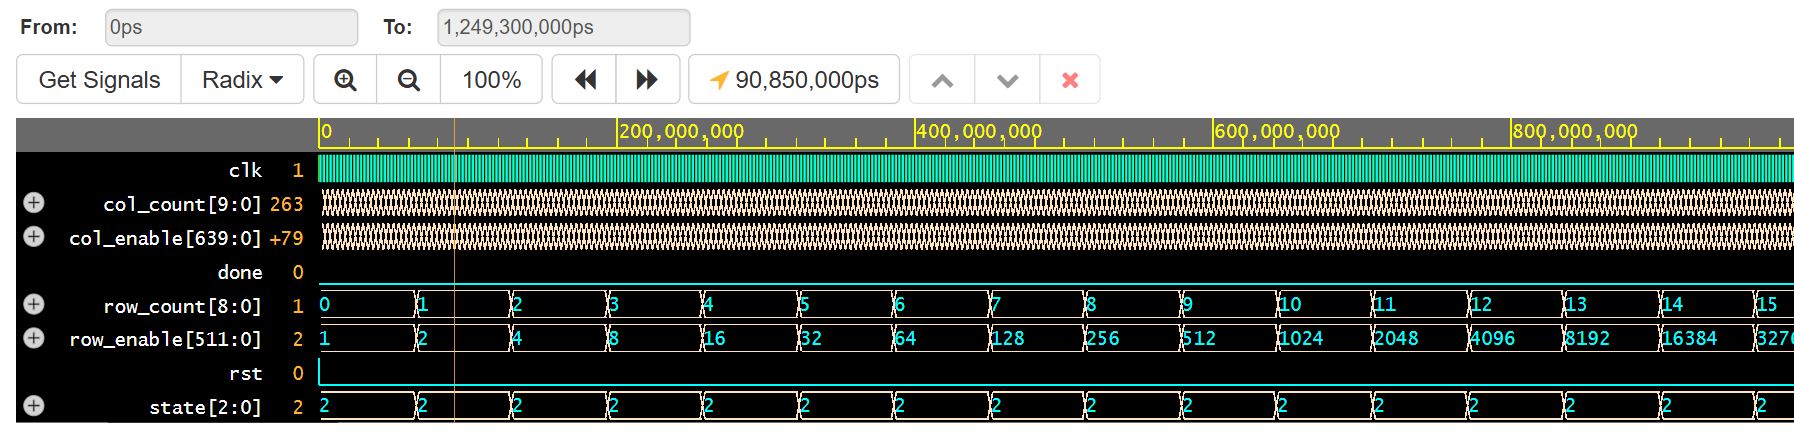 From: 0ps To: 1,249,300,000ps
Get Signals Radix 100% 90,850,000ps
0 200,000,000 400,000,000 600,000,000 800,000,000
clk 1
col_count[9:0] 263
col_enable[639:0] +79
done 0
row_count[8:0] 1 0 1 2 3 4 5 6 7 8 9 10 11 12 13 14 15
row_enable[511:0] 2 1 2 4 8 16 32 64 128 256 512 1024 2048 4096 8192 16384 3276
rst 0
state[2:0] 2 2 2 2 2 2 2 2 2 2 2 2 2 2 2 2 2